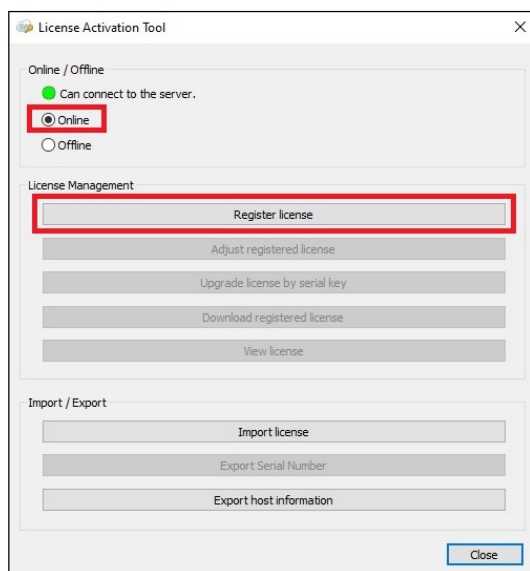 License Activation Tool
Online / Offline
Can connect to the server.
Online
Offline
License Management
Register license
Adjust registered license
Upgrade license by serial key
Download registered license
View license
Import / Export
Import license
Export Serial Number
Export host information
Close